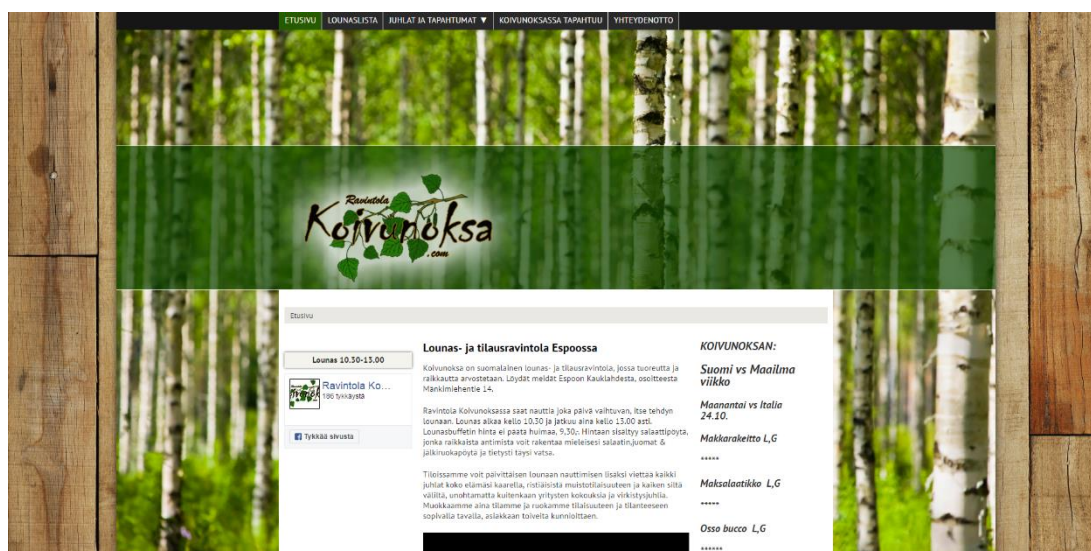 ETUSIVU LOUNASLISTA JUHLAT JA TAPAHTUMAT ▼ KOIVUNOKSASSA TAPAHTUU YHTEYDENOTTO
Ravintola
Koivunoksa
.com
Etusivu
Lounas 10.30-13.00
Ravintola Ko...
186 tykkäystä
Tykkää sivusta
Lounas- ja tilausravintola Espoossa
Koivunoksa on suomalainen lounas- ja tilausravintola, jossa tuoreutta ja
raikkautta arvostetaan. Löydät meidät Espoon Kauklahdesta, osoitteesta
Mankimiehentie 14.
Ravintola Koivunoksassa saat nauttia joka päivä vaihtuvan, itse tehdyn
lounaan. Lounas alkaa kello 10.30 ja jatkuu aina kello 13.00 asti.
Lounasbuffetin hinta ei päätä huimaa, 9,30,-. Hintaan sisältyy salaattipöytä,
jonka raikkaista antimista voit rakentaa mieleisesi salaatin,juomat &
jälkiruokapöytä ja tietysti täysi vatsa.
Tiloissamme voit päivittäisen lounaan nauttimisen lisäksi viettää kaikki
juhlat koko elämäsi kaarella, ristiäisistä muistotilaisuuteen ja kaiken siltä
väliltä, unohtamatta kuitenkaan yritysten kokouksia ja virkistysjuhlia.
Muokkaamme aina tilamme ja ruokamme tilaisuuteen ja tilanteeseen
sopivalla tavalla, asiakkaan toiveita kunnioittaen.
KOIVUNOKSAN:
Suomi vs Maailma
viikko
Maanantai vs Italia
24.10.
Makkarakeitto L,G
*****
Maksalaatikko L,G
*****
Osso bucco L,G
******